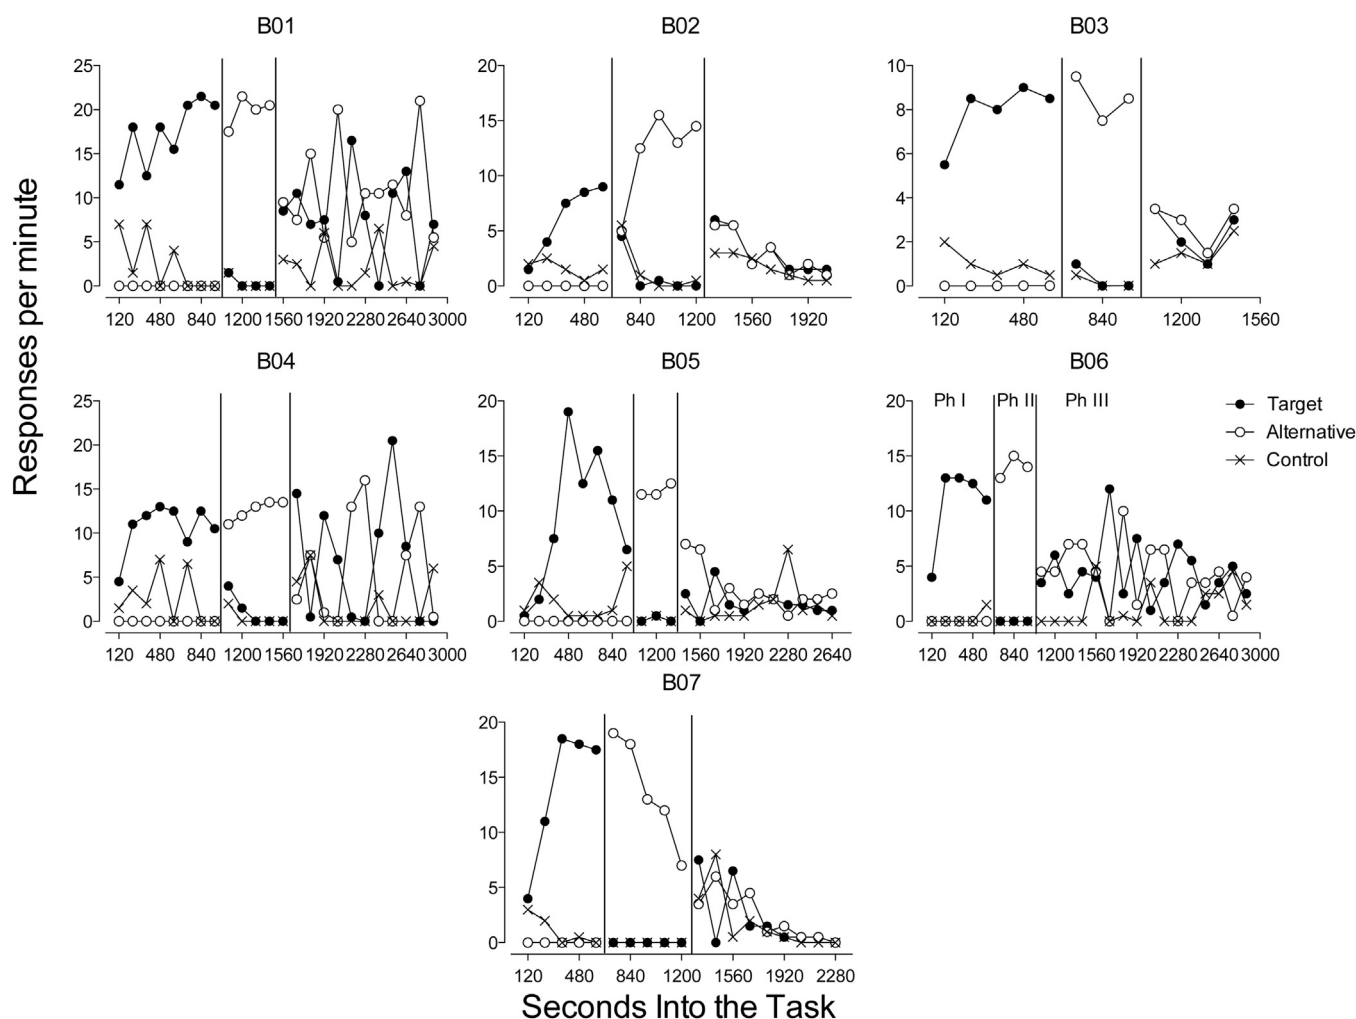 B01
B02
B03
25
20
15
10
5
0
120 480 840 1200 1560 1920 2280 2640 3000
20
15
10
5
0
120 480 840 1200 1560 1920
10
8
6
4
2
0
120 480 840 1200 1560
Responses per minute
B04
B05
B06
25
20
15
10
5
0
120 480 840 1200 1560 1920 2280 2640 3000
20
15
10
5
0
120 480 840 1200 1560 1920 2280 2640
20
15
10
5
0
Ph I Ph II Ph III
120 480 840 1200 1560 1920 2280 2640 3000
Target
Alternative
Control
B07
20
15
10
5
0
120 480 840 1200 1560 1920 2280
Seconds Into the Task